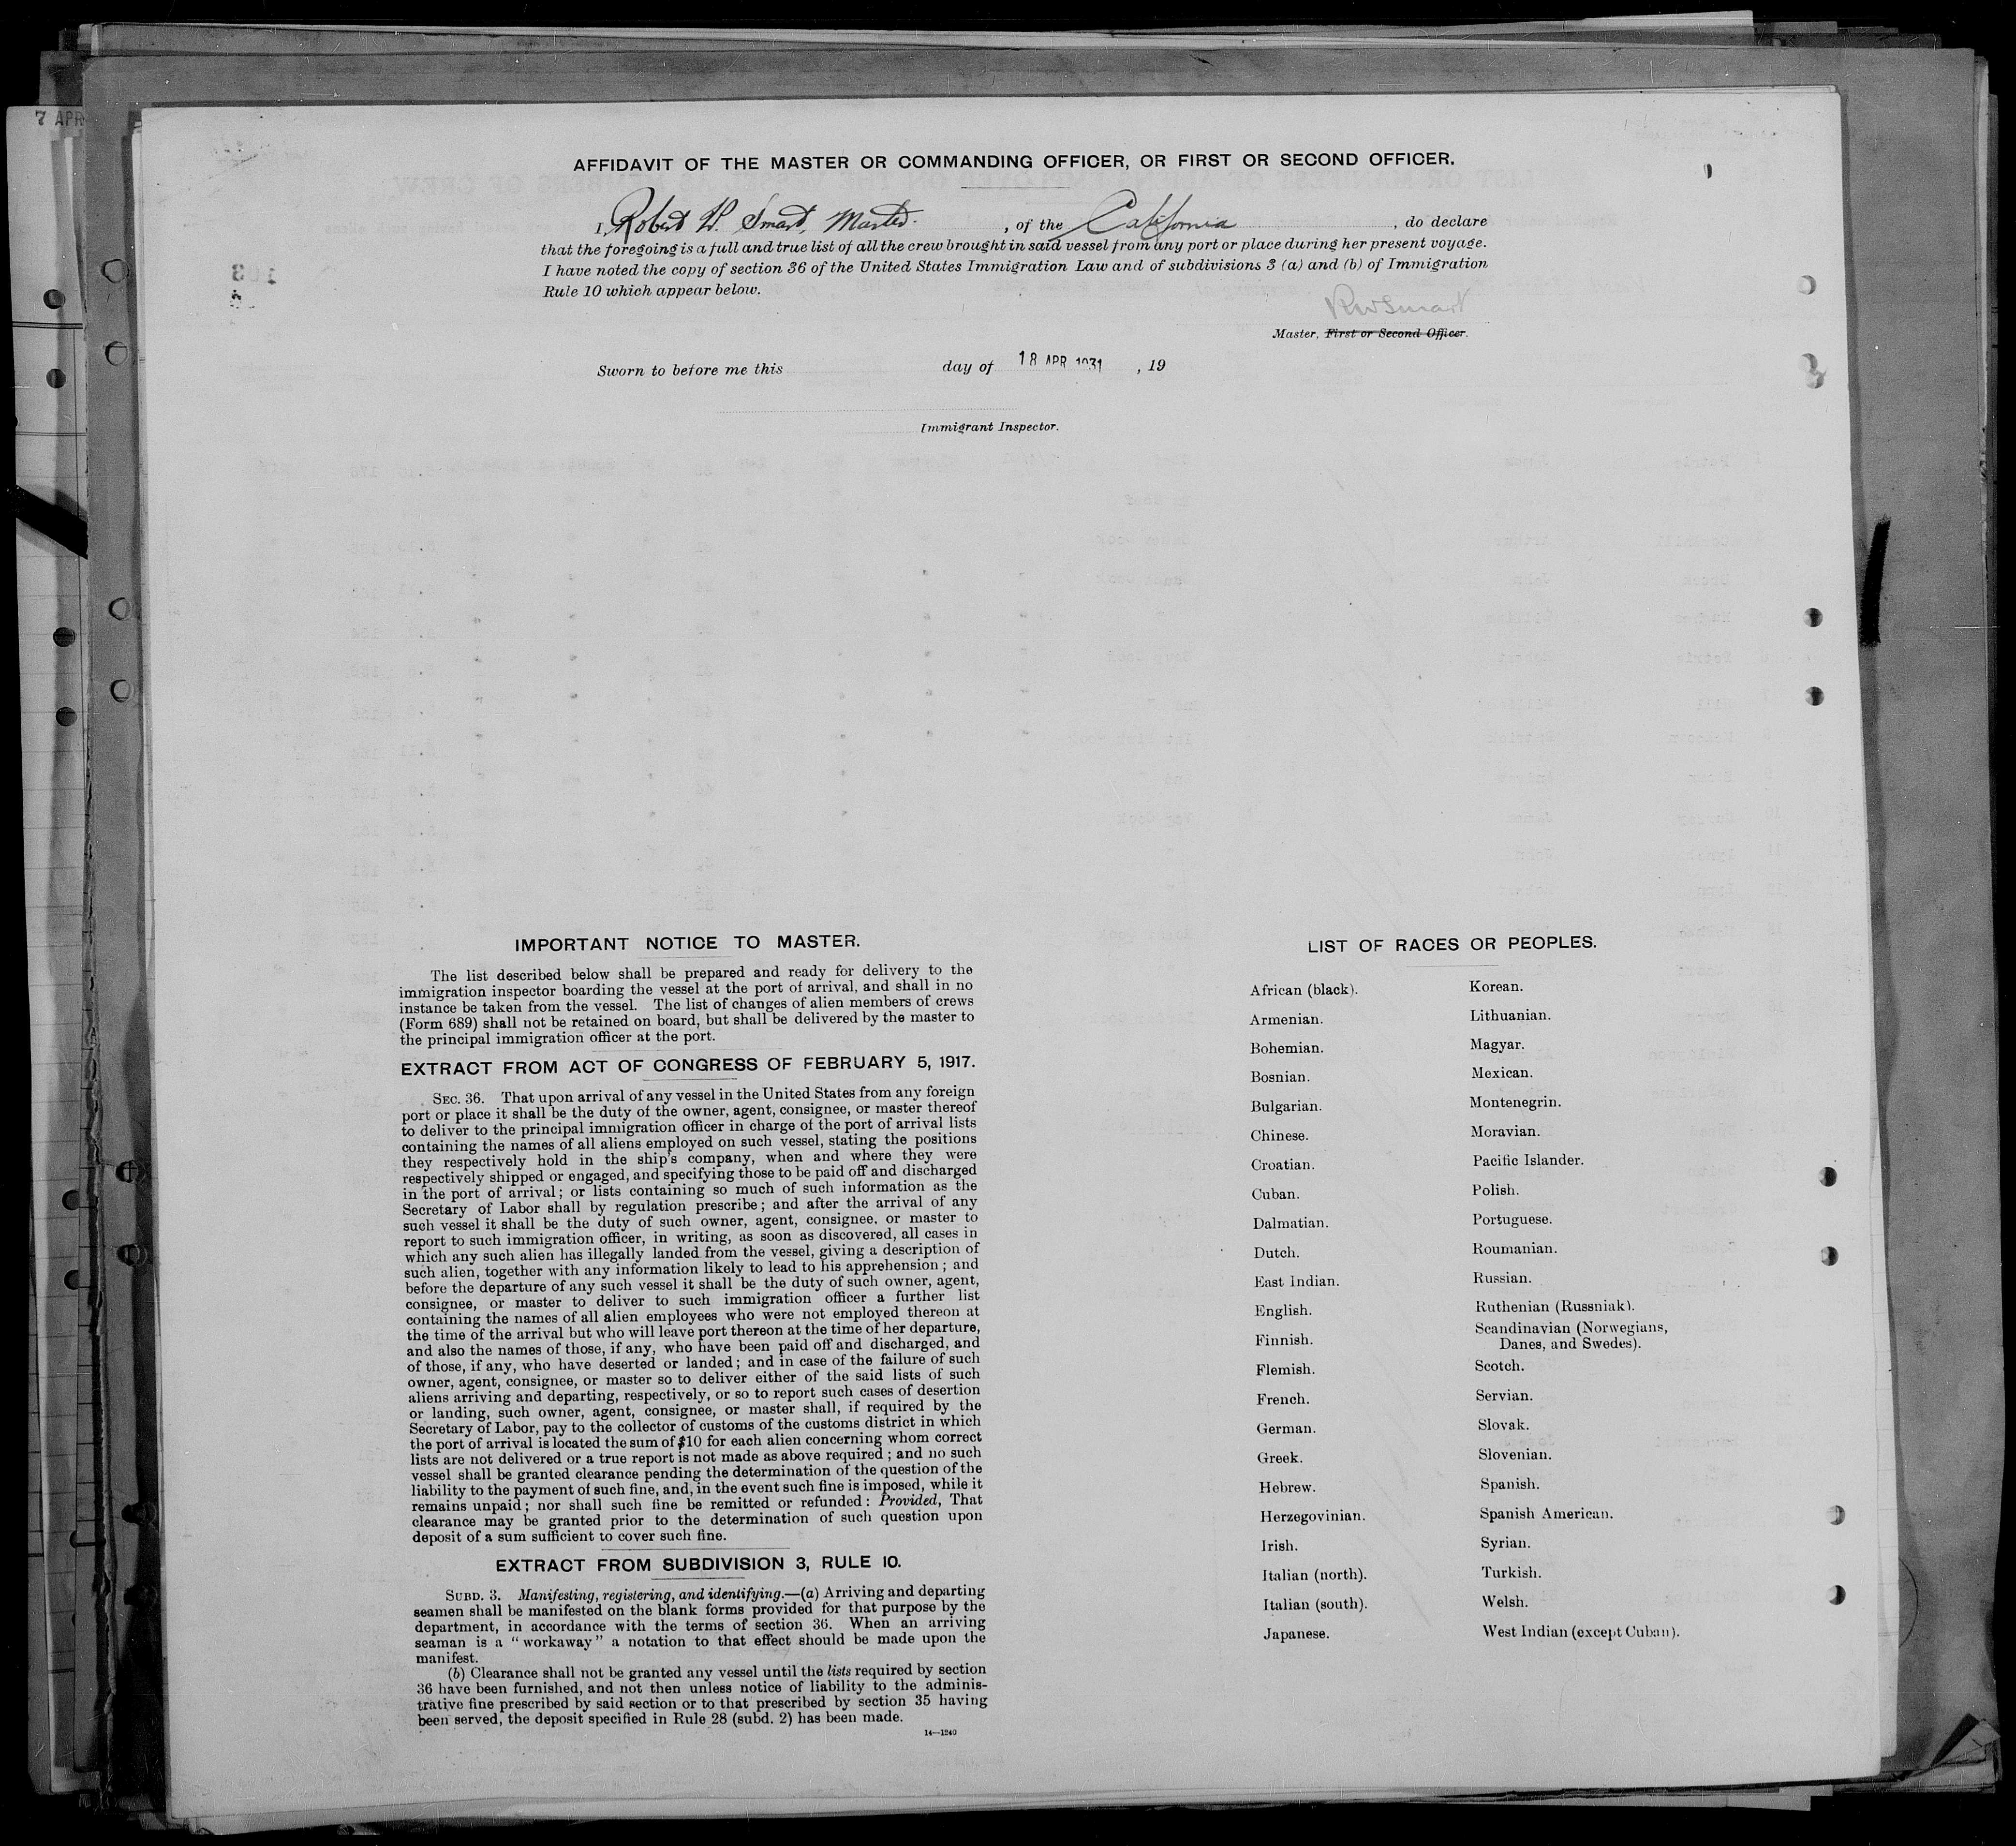 7 APR
AFFIDAVIT OF THE MASTER OR COMMANDING OFFICER, OR FIRST OR SECOND OFFICER.
I, Robert W. Smart, Master , of the California , do declare
that the foregoing is a full and true list of all the crew brought in said vessel from any port or place during her present voyage.
I have noted the copy of section 36 of the United States Immigration Law and of subdivisions 3 (a) and (b) of Immigration
Rule 10 which appear below.
RWSmart
Master, First or Second Officer.
Sworn to before me this day of 18 APR 1931 , 19
Immigrant Inspector.
IMPORTANT NOTICE TO MASTER.
The list described below shall be prepared and ready for delivery to the
immigration inspector boarding the vessel at the port of arrival, and shall in no
instance be taken from the vessel. The list of changes of alien members of crews
(Form 689) shall not be retained on board, but shall be delivered by the master to
the principal immigration officer at the port.
EXTRACT FROM ACT OF CONGRESS OF FEBRUARY 5, 1917.
SEC. 36. That upon arrival of any vessel in the United States from any foreign
port or place it shall be the duty of the owner, agent, consignee, or master thereof
to deliver to the principal immigration officer in charge of the port of arrival lists
containing the names of all aliens employed on such vessel, stating the positions
they respectively hold in the ship's company, when and where they were
respectively shipped or engaged, and specifying those to be paid off and discharged
in the port of arrival; or lists containing so much of such information as the
Secretary of Labor shall by regulation prescribe; and after the arrival of any
such vessel it shall be the duty of such owner, agent, consignee, or master to
report to such immigration officer, in writing, as soon as discovered, all cases in
which any such alien has illegally landed from the vessel, giving a description of
such alien, together with any information likely to lead to his apprehension; and
before the departure of any such vessel it shall be the duty of such owner, agent,
consignee, or master to deliver to such immigration officer a further list
containing the names of all alien employees who were not employed thereon at
the time of the arrival but who will leave port thereon at the time of her departure,
and also the names of those, if any, who have been paid off and discharged, and
of those, if any, who have deserted or landed; and in case of the failure of such
owner, agent, consignee, or master so to deliver either of the said lists of such
aliens arriving and departing, respectively, or so to report such cases of desertion
or landing, such owner, agent, consignee, or master shall, if required by the
Secretary of Labor, pay to the collector of customs of the customs district in which
the port of arrival is located the sum of $10 for each alien concerning whom correct
lists are not delivered or a true report is not made as above required; and no such
vessel shall be granted clearance pending the determination of the question of the
liability to the payment of such fine, and, in the event such fine is imposed, while it
remains unpaid; nor shall such fine be remitted or refunded: Provided, That
clearance may be granted prior to the determination of such question upon
deposit of a sum sufficient to cover such fine.
EXTRACT FROM SUBDIVISION 3, RULE 10.
SUBD. 3. Manifesting, registering, and identifying.—(a) Arriving and departing
seamen shall be manifested on the blank forms provided for that purpose by the
department, in accordance with the terms of section 36. When an arriving
seaman is a "workaway" a notation to that effect should be made upon the
manifest.
(b) Clearance shall not be granted any vessel until the lists required by section
36 have been furnished, and not then unless notice of liability to the adminis-
trative fine prescribed by said section or to that prescribed by section 35 having
been served, the deposit specified in Rule 28 (subd. 2) has been made.
14—1240
LIST OF RACES OR PEOPLES.
African (black).
Armenian.
Bohemian.
Bosnian.
Bulgarian.
Chinese.
Croatian.
Cuban.
Dalmatian.
Dutch.
East Indian.
English.
Finnish.
Flemish.
French.
German.
Greek.
Hebrew.
Herzegovinian.
Irish.
Italian (north).
Italian (south).
Japanese.
Korean.
Lithuanian.
Magyar.
Mexican.
Montenegrin.
Moravian.
Pacific Islander.
Polish.
Portuguese.
Roumanian.
Russian.
Ruthenian (Russniak).
Scandinavian (Norwegians,
Danes, and Swedes).
Scotch.
Servian.
Slovak.
Slovenian.
Spanish.
Spanish American.
Syrian.
Turkish.
Welsh.
West Indian (except Cuban).